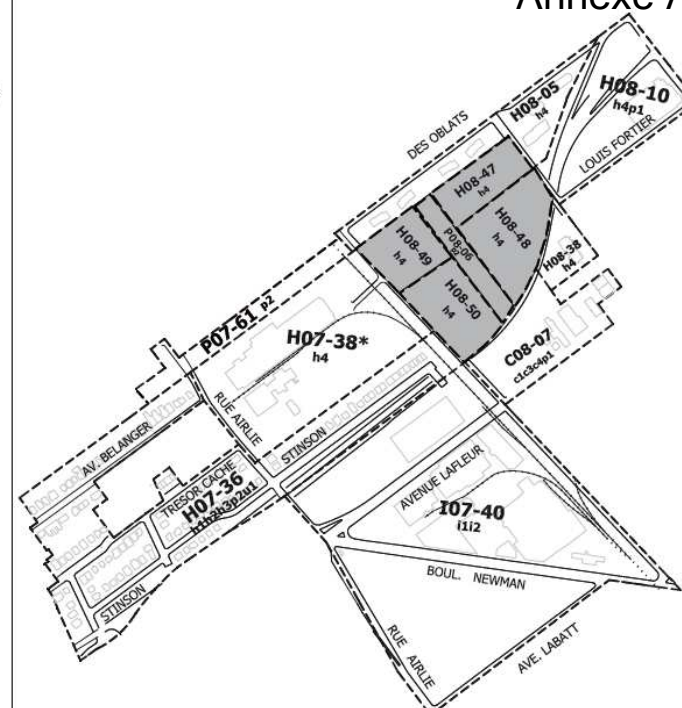 Annexe A
H08-05
h4
H08-10
h4p1
LOUIS FORTIER
DES OBLATS
H08-47
h4
H08-48
h4
P08-06
p2
H08-49
h4
H08-50
h4
H08-38
h4
C08-07
c1c3c4p1
P07-61 p2
H07-38*
h4
RUE AIRLIE
AV. BELANGER
STINSON
TRESOR CACHE
H07-36
h1h2h3p2u1
STINSON
AVENUE LAFLEUR
I07-40
i1i2
BOUL. NEWMAN
RUE AIRLIE
AVE. LABATT